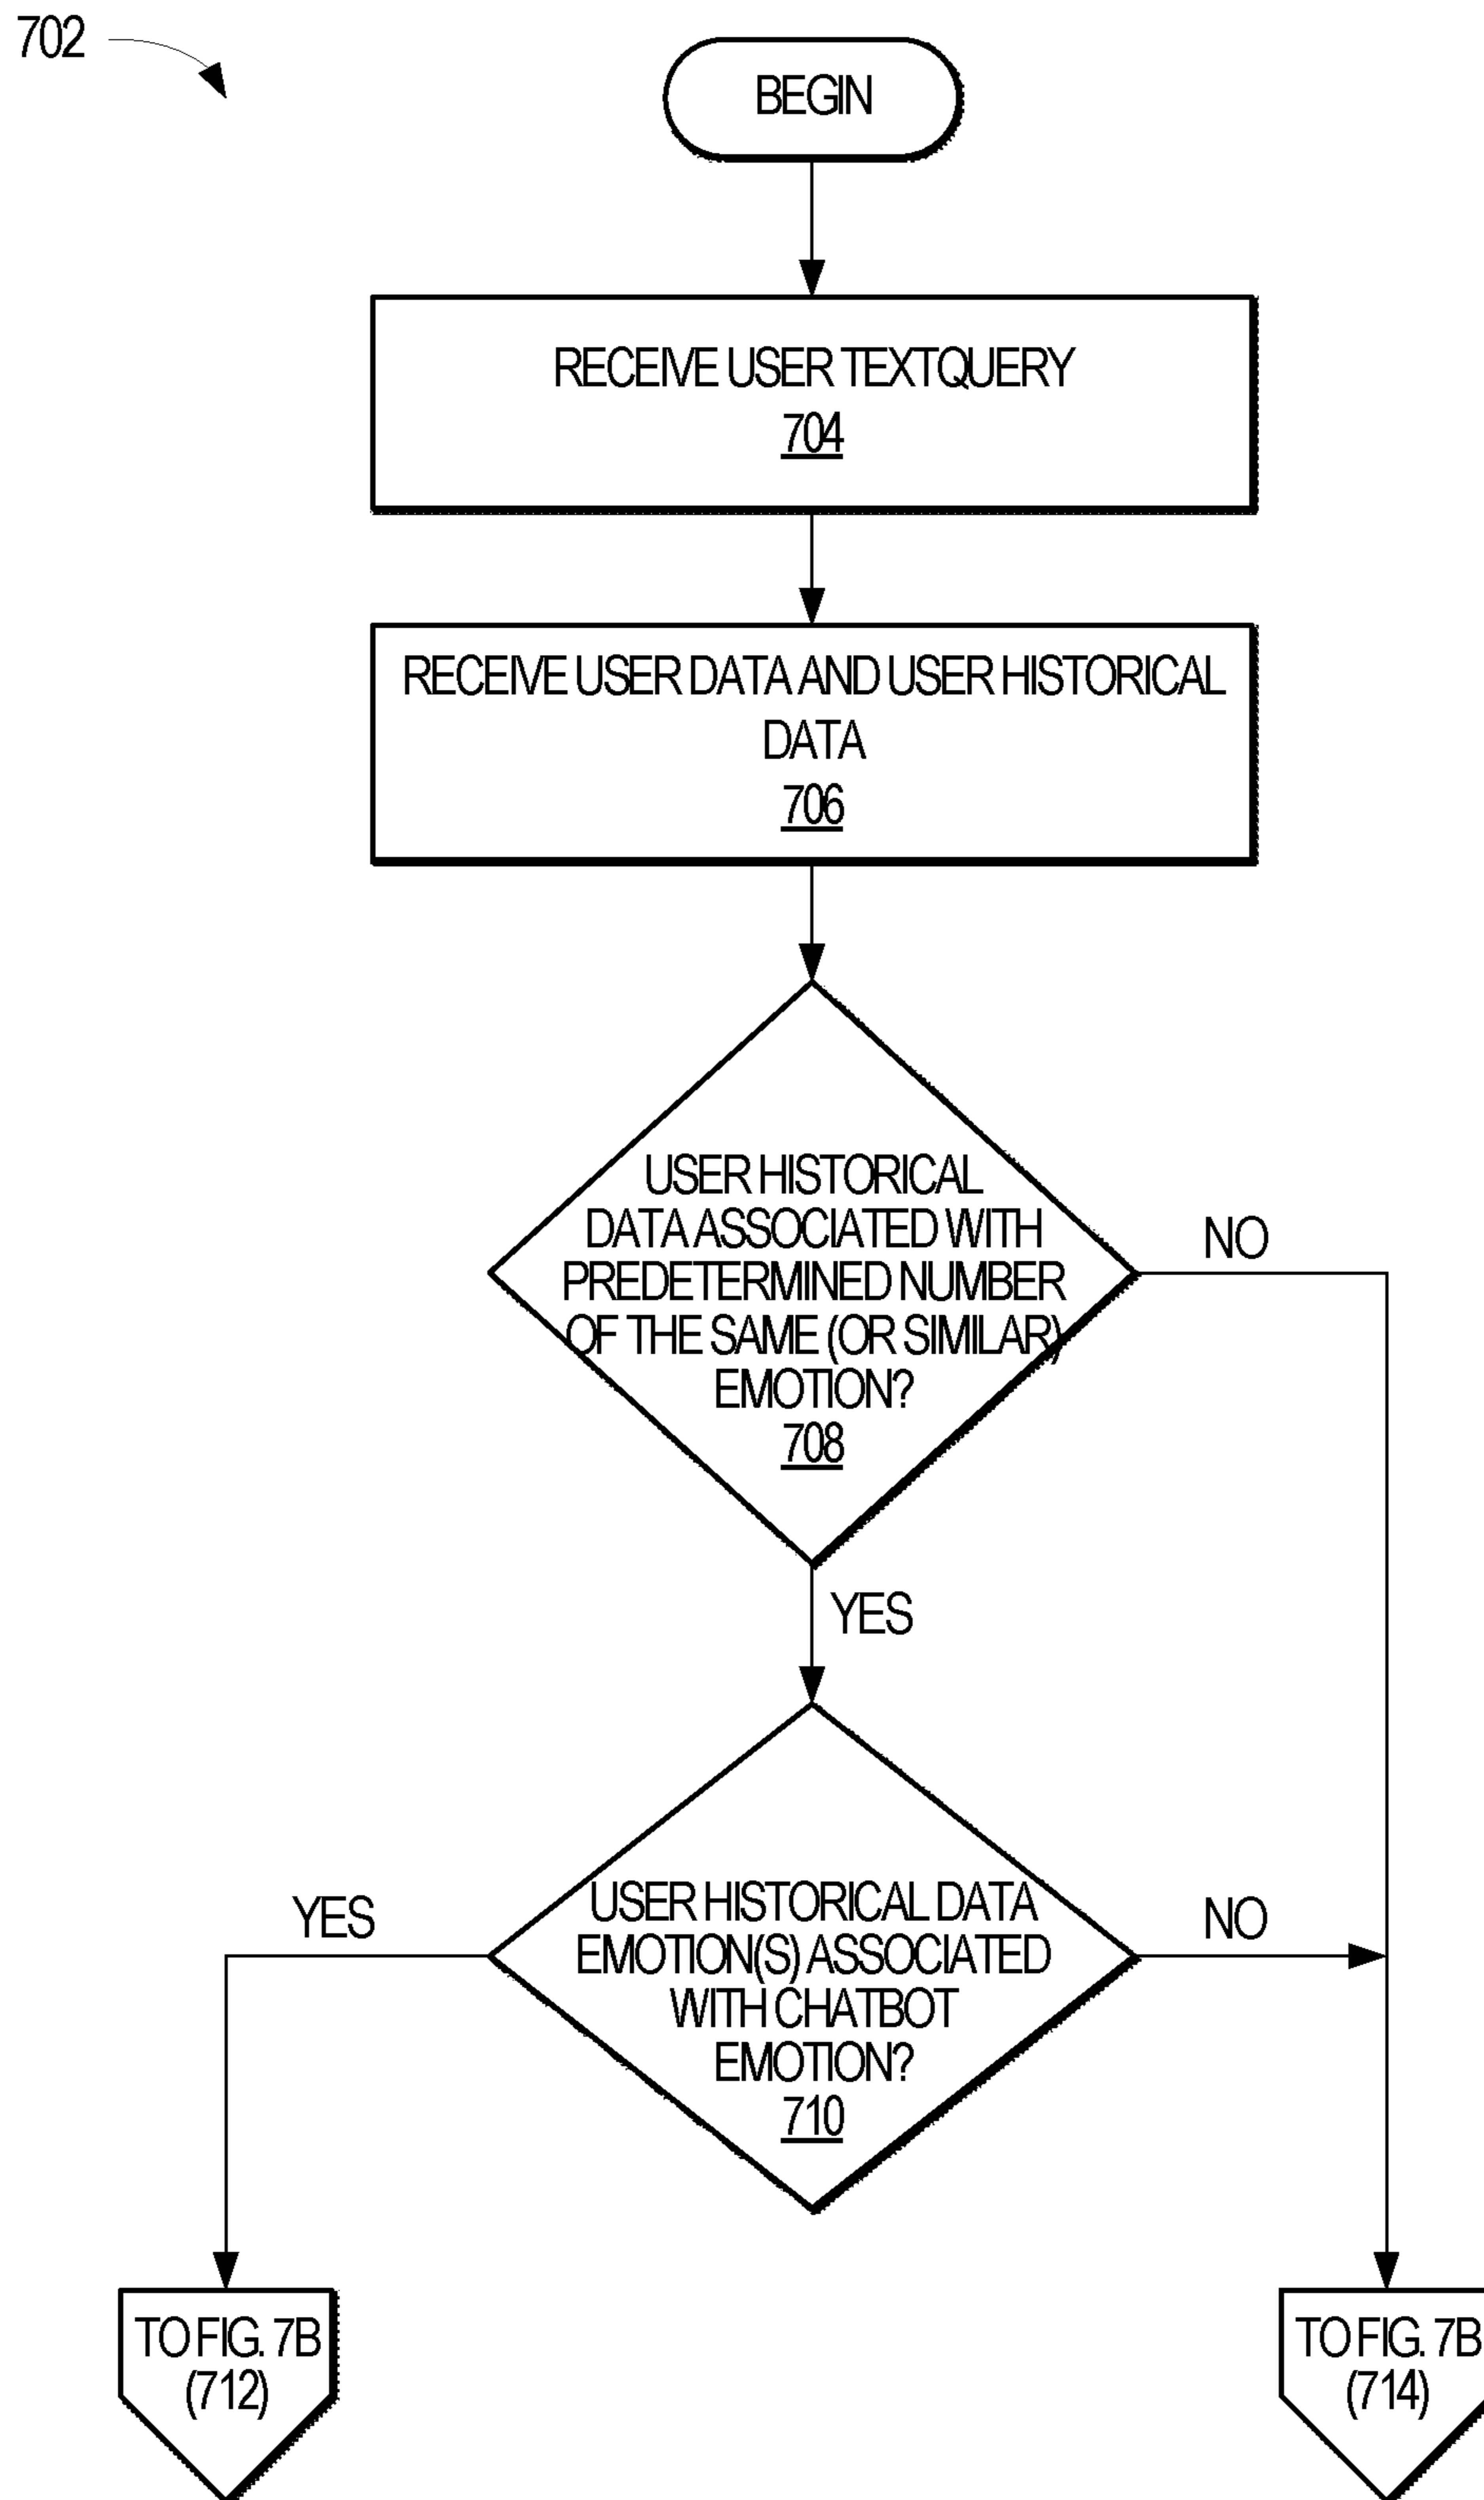 702
BEGIN
RECEIVE USER TEXT QUERY
704
RECEIVE USER DATA AND USER HISTORICAL
DATA
706
USER HISTORICAL
DATA ASSOCIATED WITH
PREDETERMINED NUMBER
OF THE SAME (OR SIMILAR)
EMOTION?
708
NO
YES
USER HISTORICAL DATA
EMOTION(S) ASSOCIATED
WITH CHATBOT
EMOTION?
710
YES
NO
TO FIG. 7B
(712)
TO FIG. 7B
(714)